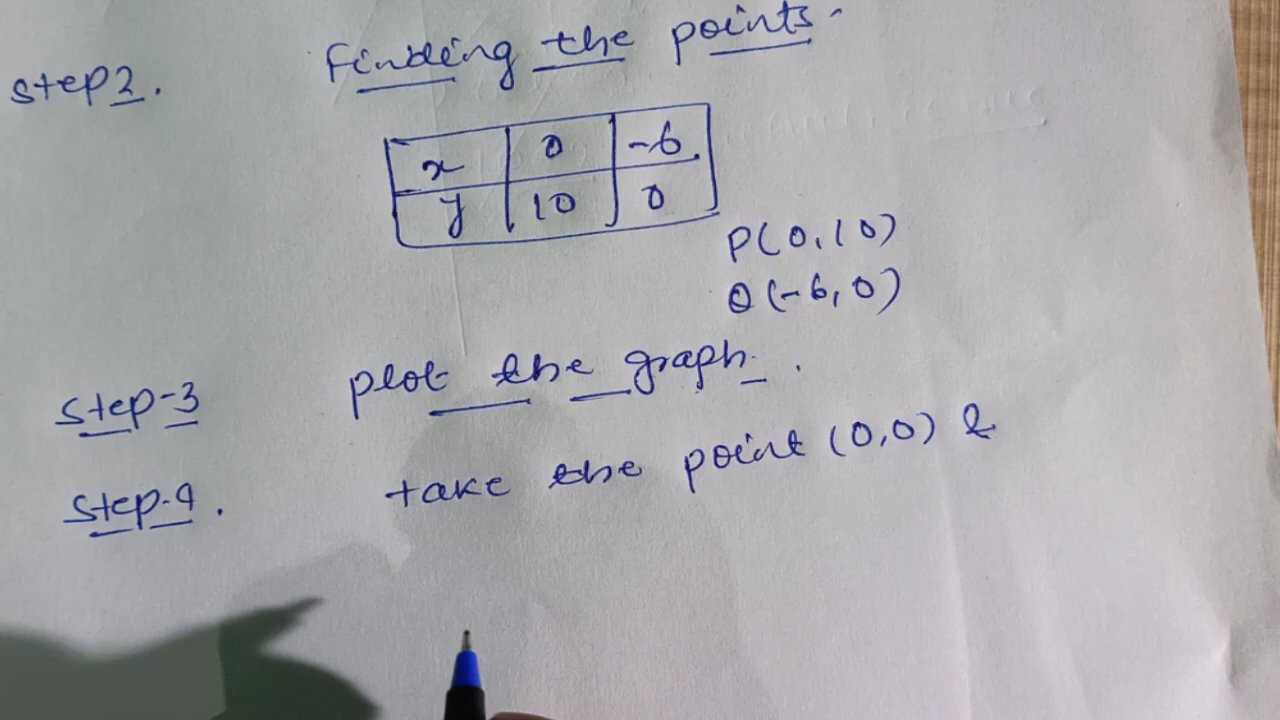 step2. Finding the points.
x 0 -6
y 10 0
P(0,10)
Q(-6,0)
Step-3 plot the graph.
Step-4. take the point (0,0) &